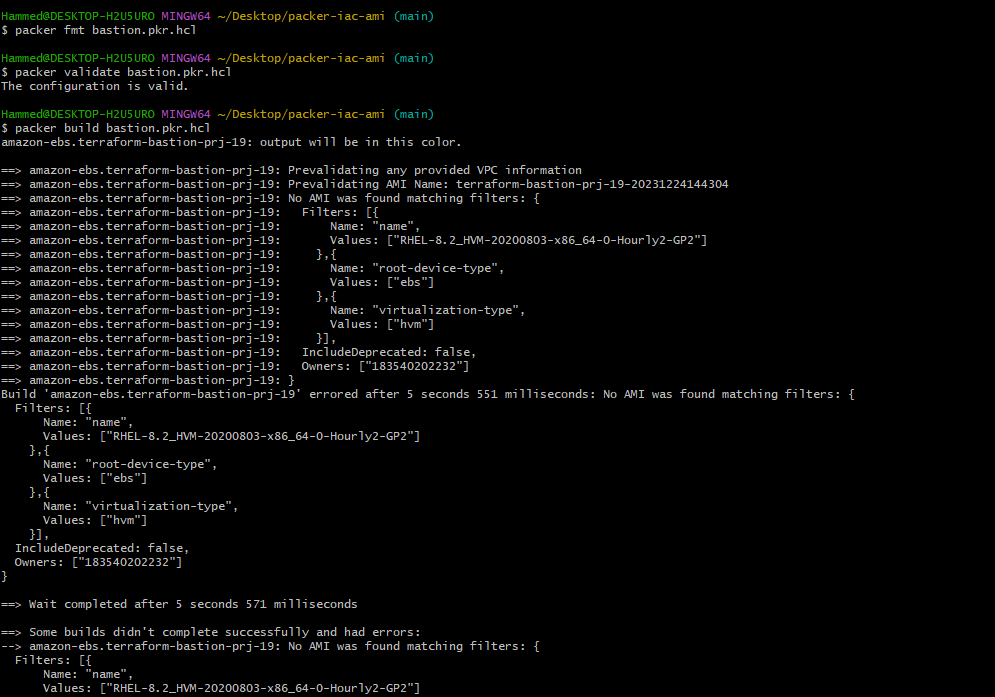 Hammed@DESKTOP-H2U5URO MINGW64 ~/Desktop/packer-iac-ami (main)
$ packer fmt bastion.pkr.hcl
Hammed@DESKTOP-H2U5URO MINGW64 ~/Desktop/packer-iac-ami (main)
$ packer validate bastion.pkr.hcl
The configuration is valid.
Hammed@DESKTOP-H2U5URO MINGW64 ~/Desktop/packer-iac-ami (main)
$ packer build bastion.pkr.hcl
amazon-ebs.terraform-bastion-prj-19: output will be in this color.
==> amazon-ebs.terraform-bastion-prj-19: Prevalidating any provided VPC information
==> amazon-ebs.terraform-bastion-prj-19: Prevalidating AMI Name: terraform-bastion-prj-19-20231224144304
==> amazon-ebs.terraform-bastion-prj-19: No AMI was found matching filters: {
==> amazon-ebs.terraform-bastion-prj-19:   Filters: [{
==> amazon-ebs.terraform-bastion-prj-19:       Name: "name",
==> amazon-ebs.terraform-bastion-prj-19:       Values: ["RHEL-8.2_HVM-20200803-x86_64-0-Hourly2-GP2"]
==> amazon-ebs.terraform-bastion-prj-19:     },{
==> amazon-ebs.terraform-bastion-prj-19:       Name: "root-device-type",
==> amazon-ebs.terraform-bastion-prj-19:       Values: ["ebs"]
==> amazon-ebs.terraform-bastion-prj-19:     },{
==> amazon-ebs.terraform-bastion-prj-19:       Name: "virtualization-type",
==> amazon-ebs.terraform-bastion-prj-19:       Values: ["hvm"]
==> amazon-ebs.terraform-bastion-prj-19:     }],
==> amazon-ebs.terraform-bastion-prj-19:   IncludeDeprecated: false,
==> amazon-ebs.terraform-bastion-prj-19:   Owners: ["183540202232"]
==> amazon-ebs.terraform-bastion-prj-19: }
Build 'amazon-ebs.terraform-bastion-prj-19' errored after 5 seconds 551 milliseconds: No AMI was found matching filters: {
  Filters: [{
      Name: "name",
      Values: ["RHEL-8.2_HVM-20200803-x86_64-0-Hourly2-GP2"]
    },{
      Name: "root-device-type",
      Values: ["ebs"]
    },{
      Name: "virtualization-type",
      Values: ["hvm"]
    }],
  IncludeDeprecated: false,
  Owners: ["183540202232"]
}
==> Wait completed after 5 seconds 571 milliseconds
==> Some builds didn't complete successfully and had errors:
--> amazon-ebs.terraform-bastion-prj-19: No AMI was found matching filters: {
  Filters: [{
      Name: "name",
      Values: ["RHEL-8.2_HVM-20200803-x86_64-0-Hourly2-GP2"]